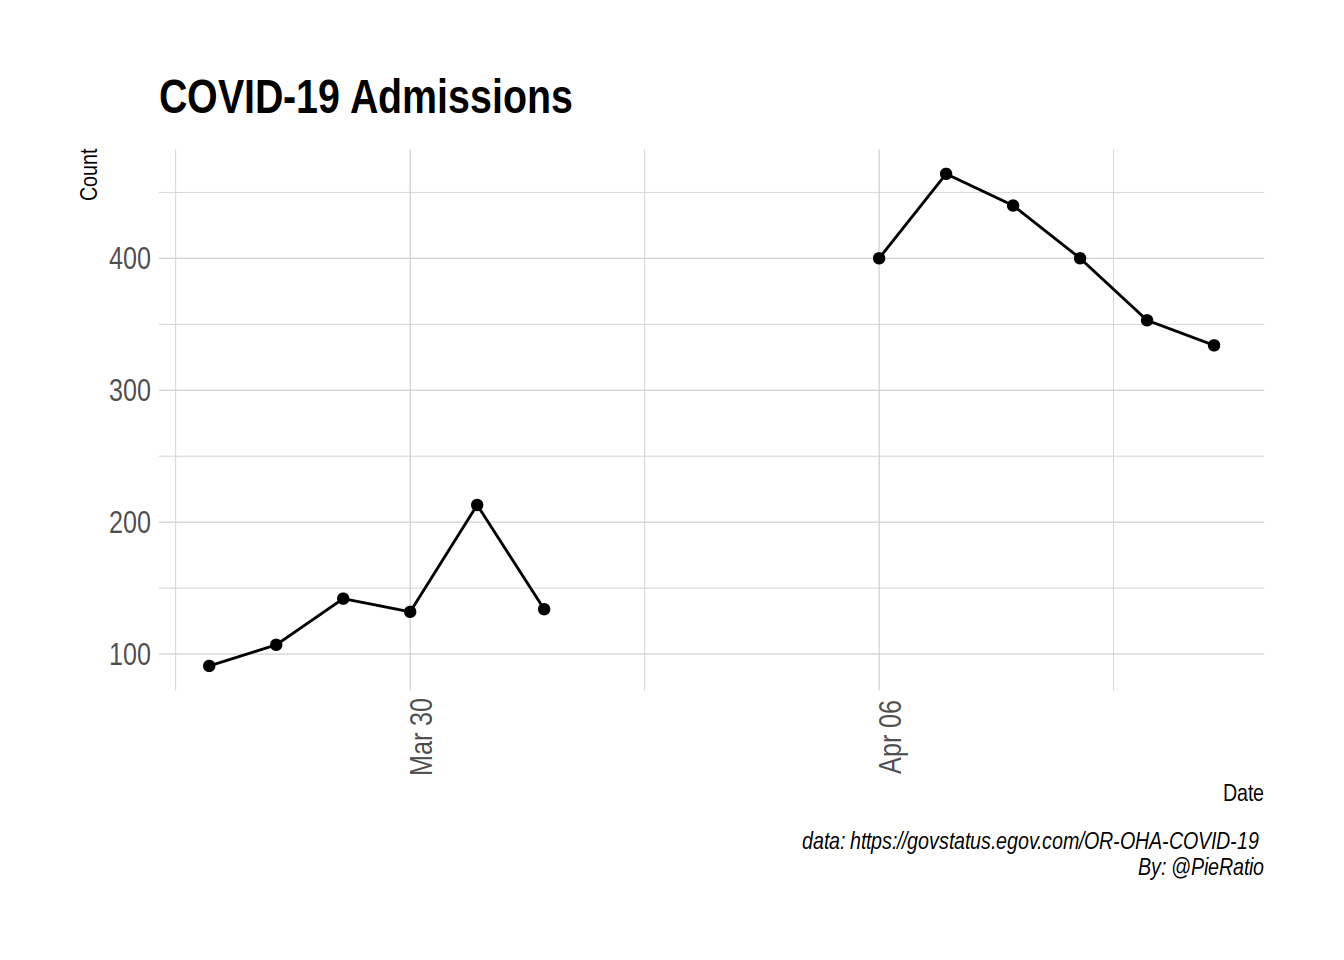 COVID-19 Admissions
Count
400
300
200
100
Mar 30
Apr 06
Date
data: https://govstatus.egov.com/OR-OHA-COVID-19
By: @PieRatio